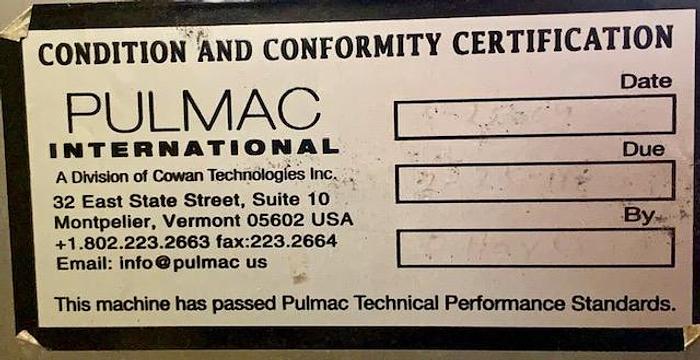 CONDITION AND CONFORMITY CERTIFICATION
PULMAC
INTERNATIONAL
A Division of Cowan Technologies Inc.
32 East State Street, Suite 10
Montpelier, Vermont 05602 USA
+1.802.223.2663 fax:223.2664
Email: info@pulmac us
Date
Due
By
This machine has passed Pulmac Technical Performance Standards.